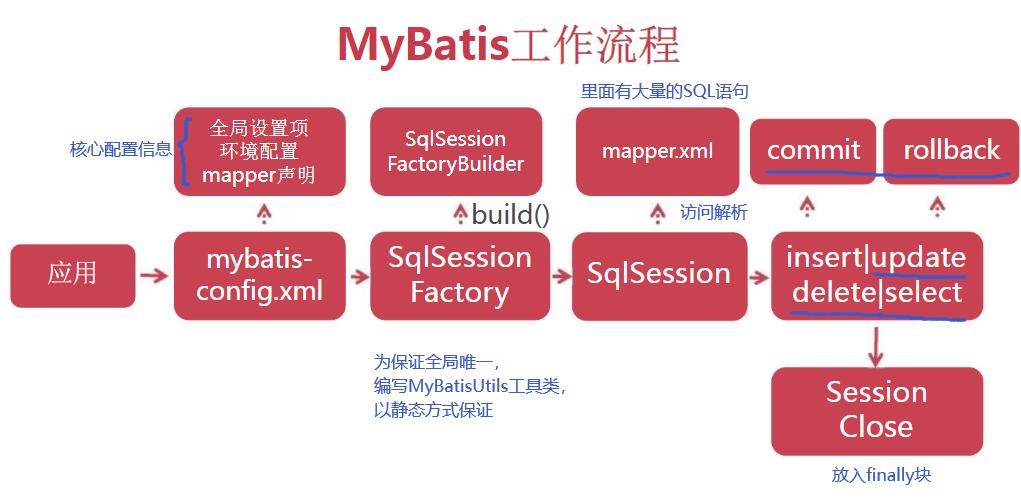 MyBatis工作流程
里面有大量的SQL语句
核心配置信息
全局设置项
环境配置
mapper声明
SqlSession
FactoryBuilder
mapper.xml
commit
rollback
build()
访问解析
应用
mybatis-
config.xml
SqlSession
Factory
SqlSession
insert|update
delete|select
为保证全局唯一，
编写MyBatisUtils工具类，
以静态方式保证
Session
Close
放入finally块